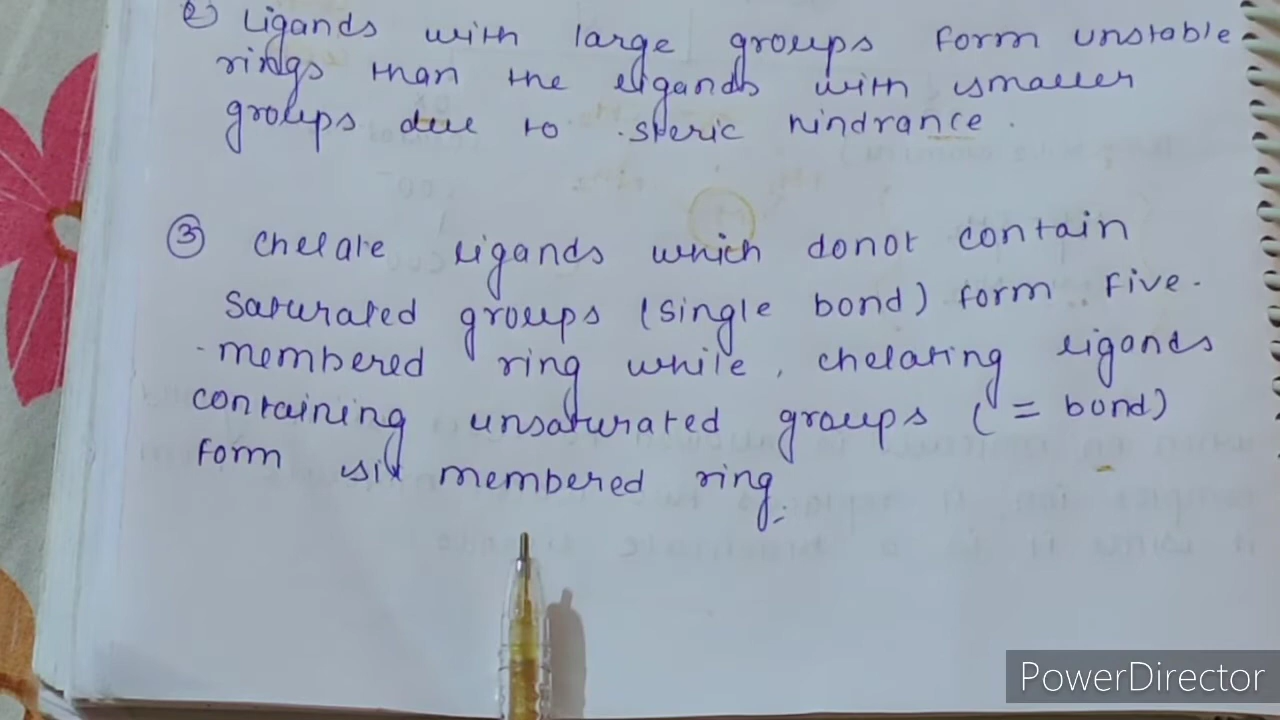 ② Ligands with large groups form unstable
rings than the ligands with smaller
groups due to steric hindrance.
③ chelate ligands which donot contain
saturated groups (single bond) form five-
membered ring while, chelating ligands
containing unsaturated groups (= bond)
form six membered ring.
PowerDirector